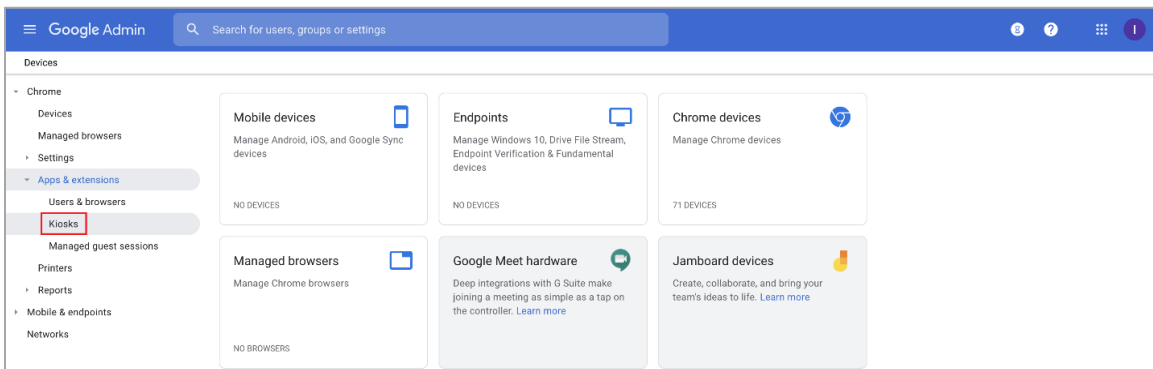 Google Admin
Search for users, groups or settings
8
?
I
Devices
Chrome
Devices
Managed browsers
Settings
Apps & extensions
Users & browsers
Kiosks
Managed guest sessions
Printers
Reports
Mobile & endpoints
Networks
Mobile devices
Manage Android, iOS, and Google Sync
devices
NO DEVICES
Endpoints
Manage Windows 10, Drive File Stream,
Endpoint Verification & Fundamental
devices
NO DEVICES
Chrome devices
Manage Chrome devices
71 DEVICES
Managed browsers
Manage Chrome browsers
NO BROWSERS
Google Meet hardware
Deep integrations with G Suite make
joining a meeting as simple as a tap on
the controller. Learn more
Jamboard devices
Create, collaborate, and bring your
team's ideas to life. Learn more